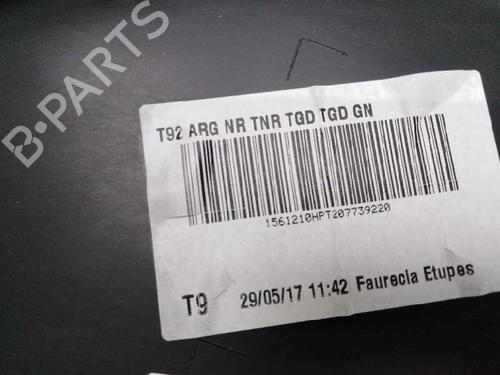 B-PARTS
T92 ARG NR TNR TGD TGD GN
1561210HPT207739220
T9 29/05/17 11:42 Faurecia Etupes